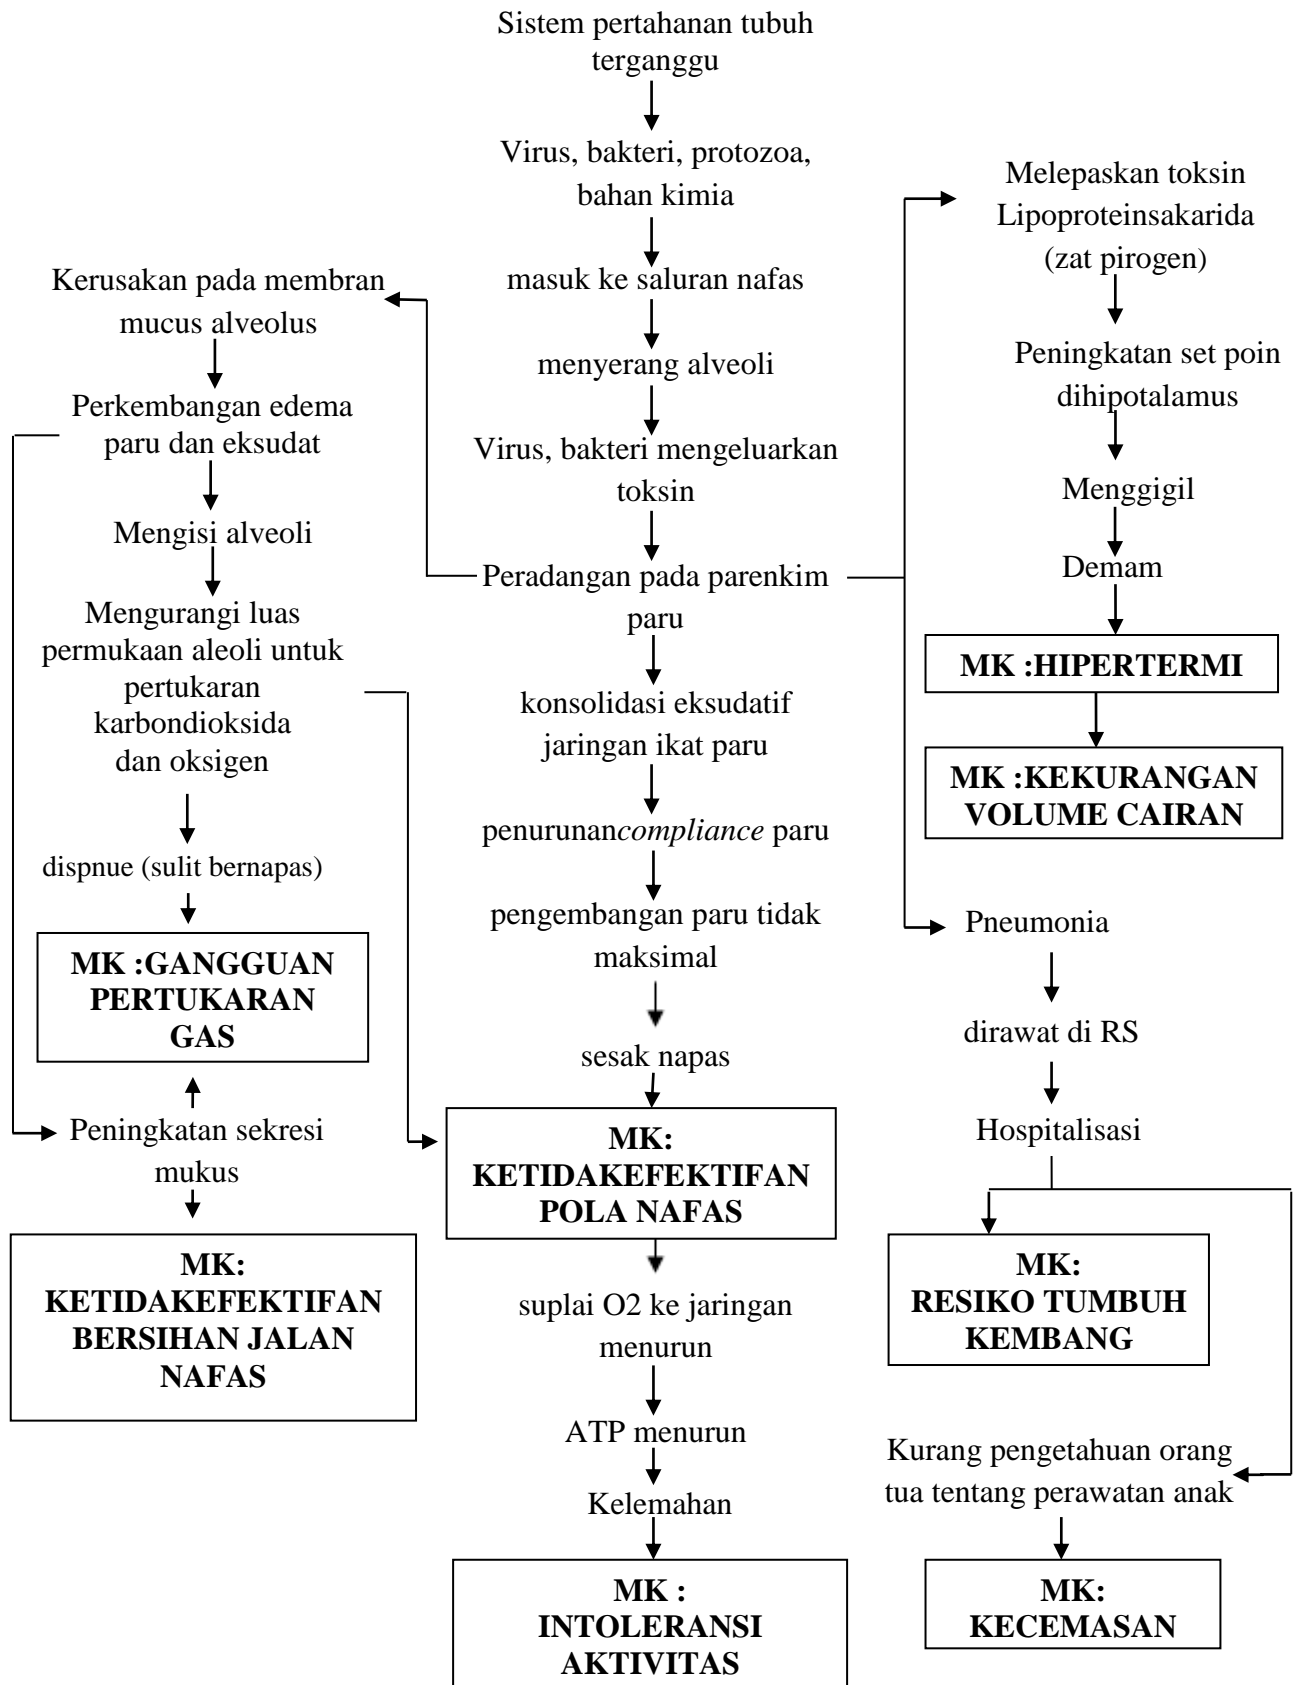 Sistem pertahanan tubuh
terganggu
Virus, bakteri, protozoa,
bahan kimia
masuk ke saluran nafas
menyerang alveoli
Virus, bakteri mengeluarkan
toksin
Peradangan pada parenkim
paru
konsolidasi eksudatif
jaringan ikat paru
penurunancompliance paru
pengembangan paru tidak
maksimal
sesak napas
MK:
KETIDAKEFEKTIFAN
POLA NAFAS
suplai O2 ke jaringan
menurun
ATP menurun
Kelemahan
MK :
INTOLERANSI
AKTIVITAS
Kerusakan pada membran
mucus alveolus
Perkembangan edema
paru dan eksudat
Mengisi alveoli
Mengurangi luas
permukaan aleoli untuk
pertukaran
karbondioksida
dan oksigen
dispnue (sulit bernapas)
MK :GANGGUAN
PERTUKARAN
GAS
Peningkatan sekresi
mukus
MK:
KETIDAKEFEKTIFAN
BERSIHAN JALAN
NAFAS
Melepaskan toksin
Lipoproteinsakarida
(zat pirogen)
Peningkatan set poin
dihipotalamus
Menggigil
Demam
MK :HIPERTERMI
MK :KEKURANGAN
VOLUME CAIRAN
Pneumonia
dirawat di RS
Hospitalisasi
MK:
RESIKO TUMBUH
KEMBANG
Kurang pengetahuan orang
tua tentang perawatan anak
MK:
KECEMASAN